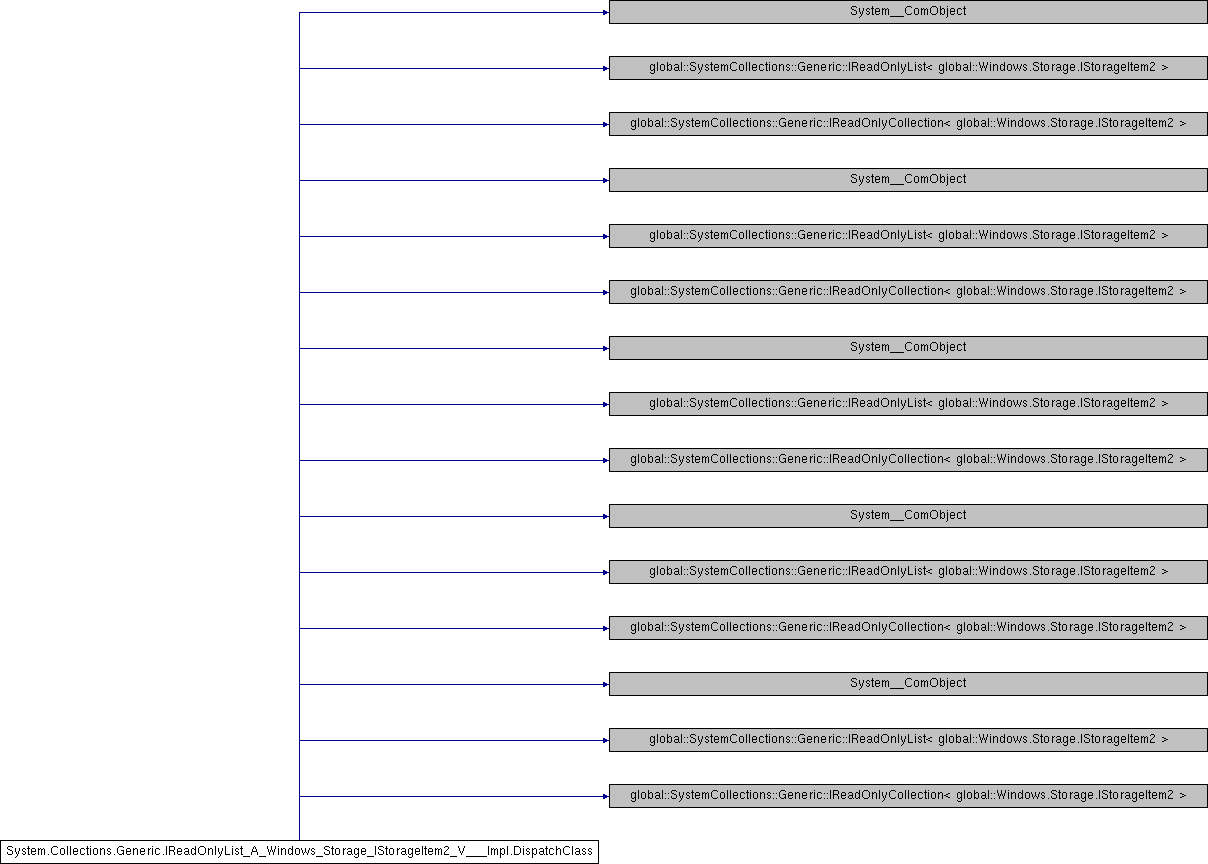 System__ComObject
global::SystemCollections::Generic::IReadOnlyList< global::Windows.Storage.IStorageItem2 >
global::SystemCollections::Generic::IReadOnlyCollection< global::Windows.Storage.IStorageItem2 >
System__ComObject
global::SystemCollections::Generic::IReadOnlyList< global::Windows.Storage.IStorageItem2 >
global::SystemCollections::Generic::IReadOnlyCollection< global::Windows.Storage.IStorageItem2 >
System__ComObject
global::SystemCollections::Generic::IReadOnlyList< global::Windows.Storage.IStorageItem2 >
global::SystemCollections::Generic::IReadOnlyCollection< global::Windows.Storage.IStorageItem2 >
System__ComObject
global::SystemCollections::Generic::IReadOnlyList< global::Windows.Storage.IStorageItem2 >
global::SystemCollections::Generic::IReadOnlyCollection< global::Windows.Storage.IStorageItem2 >
System__ComObject
global::SystemCollections::Generic::IReadOnlyList< global::Windows.Storage.IStorageItem2 >
global::SystemCollections::Generic::IReadOnlyCollection< global::Windows.Storage.IStorageItem2 >
System.Collections.Generic.IReadOnlyList_A_Windows_Storage_IStorageItem2_V___Impl.DispatchClass